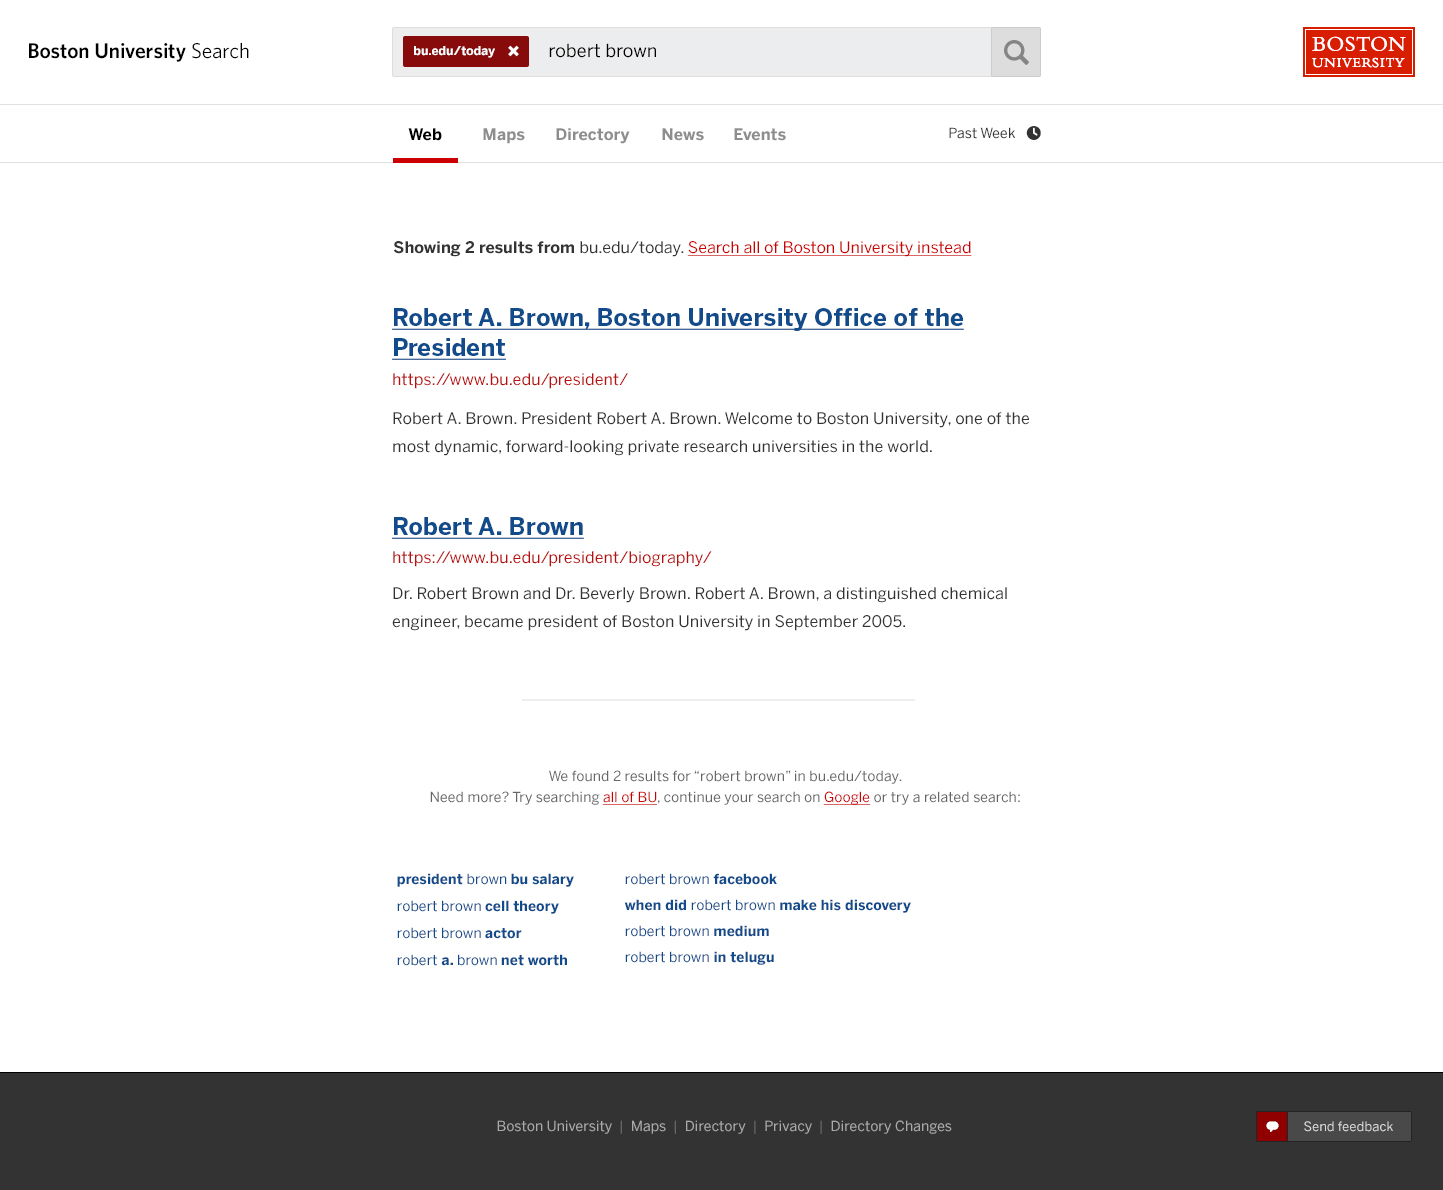 Boston University Search
bu.edu/today robert brown
BOSTON
UNIVERSITY
Web Maps Directory News Events Past Week
Showing 2 results from bu.edu/today. Search all of Boston University instead
Robert A. Brown, Boston University Office of the
President
https://www.bu.edu/president/
Robert A. Brown. President Robert A. Brown. Welcome to Boston University, one of the
most dynamic, forward-looking private research universities in the world.
Robert A. Brown
https://www.bu.edu/president/biography/
Dr. Robert Brown and Dr. Beverly Brown. Robert A. Brown, a distinguished chemical
engineer, became president of Boston University in September 2005.
We found 2 results for “robert brown” in bu.edu/today.
Need more? Try searching all of BU, continue your search on Google or try a related search:
president brown bu salary
robert brown cell theory
robert brown actor
robert a. brown net worth
robert brown facebook
when did robert brown make his discovery
robert brown medium
robert brown in telugu
Boston University | Maps | Directory | Privacy | Directory Changes
Send feedback